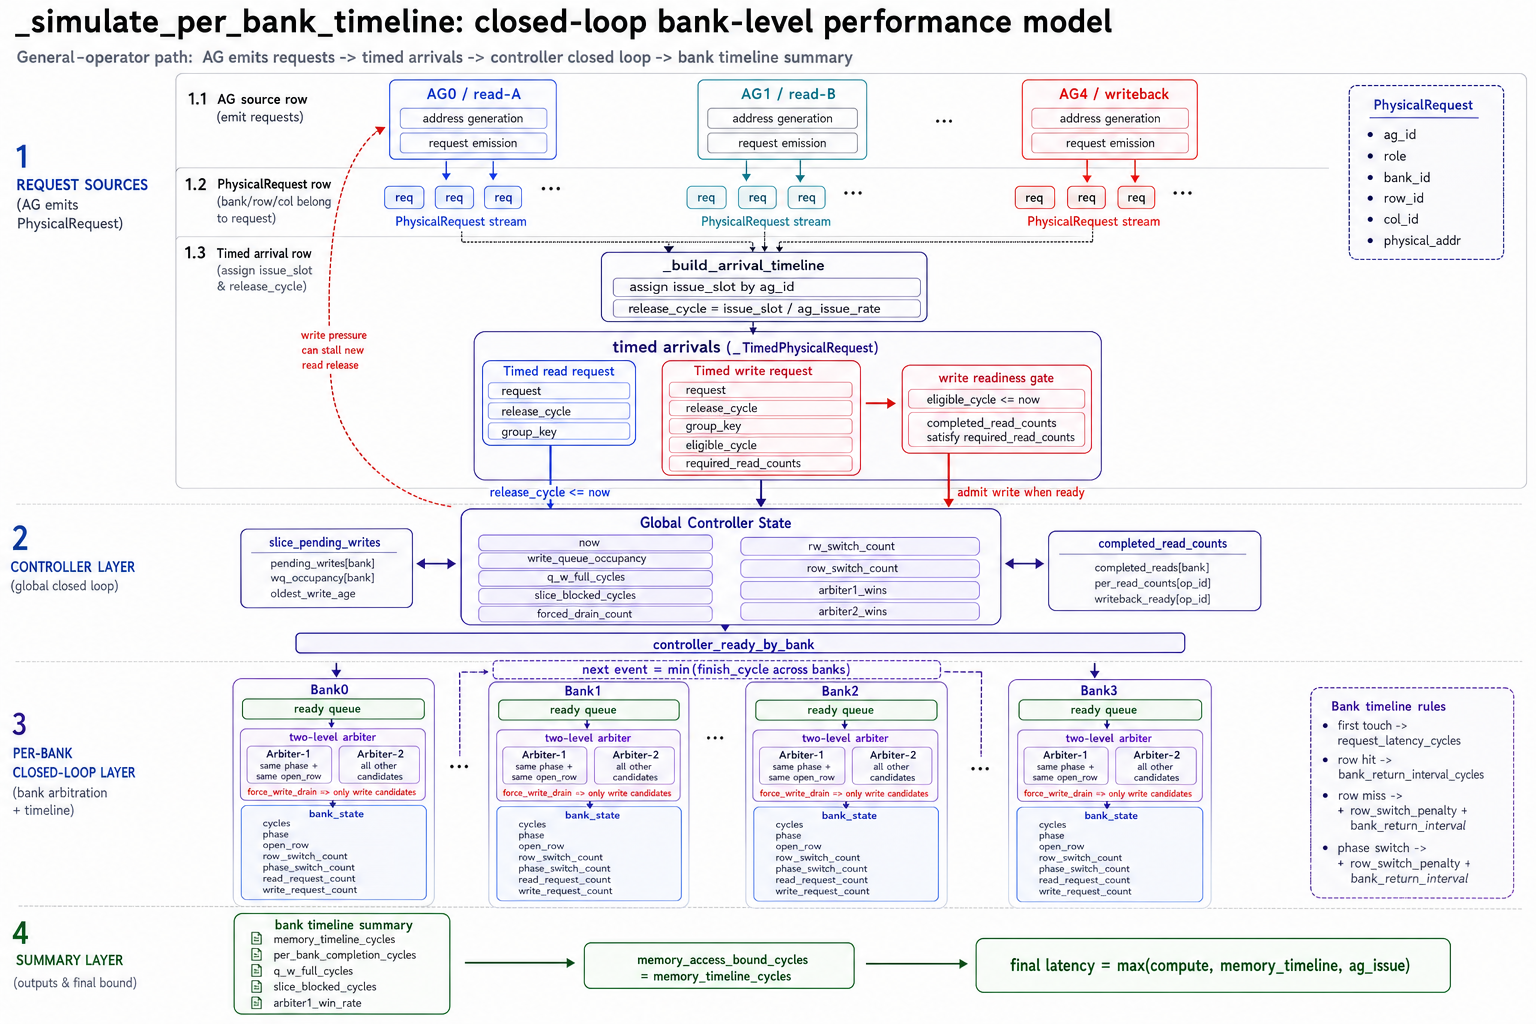 _simulate_per_bank_timeline: closed-loop bank-level performance model
General-operator path: AG emits requests -> timed arrivals -> controller closed loop -> bank timeline summary
1
REQUEST SOURCES
(AG emits
PhysicalRequest)
1.1 AG source row
(emit requests)
AG0 / read-A
address generation
request emission
AG1 / read-B
address generation
request emission
...
AG4 / writeback
address generation
request emission
PhysicalRequest
• ag_id
• role
• bank_id
• row_id
• col_id
• physical_addr
1.2 PhysicalRequest row
(bank/row/col belong
to request)
req req req ...
PhysicalRequest stream
req req req ...
PhysicalRequest stream
req req req ...
PhysicalRequest stream
1.3 Timed arrival row
(assign issue_slot
& release_cycle)
_build_arrival_timeline
assign issue_slot by ag_id
release_cycle = issue_slot / ag_issue_rate
write pressure
can stall new
read release
timed arrivals (_TimedPhysicalRequest)
Timed read request
request
release_cycle
group_key
Timed write request
request
release_cycle
group_key
eligible_cycle
required_read_counts
write readiness gate
eligible_cycle <= now
completed_read_counts
satisfy required_read_counts
release_cycle <= now
admit write when ready
2
CONTROLLER LAYER
(global closed loop)
slice_pending_writes
pending_writes[bank]
wq_occupancy[bank]
oldest_write_age
Global Controller State
now
write_queue_occupancy
q_w_full_cycles
slice_blocked_cycles
forced_drain_count
rw_switch_count
row_switch_count
arbiter1_wins
arbiter2_wins
completed_read_counts
completed_reads[bank]
per_read_counts[op_id]
writeback_ready[op_id]
controller_ready_by_bank
next event = min(finish_cycle across banks)
3
PER-BANK
CLOSED-LOOP LAYER
(bank arbitration
+ timeline)
Bank0
ready queue
two-level arbiter
Arbiter-1
same phase +
same open_row
Arbiter-2
all other
candidates
force_write_drain => only write candidates
bank_state
cycles
phase
open_row
row_switch_count
phase_switch_count
read_request_count
write_request_count
...
Bank1
ready queue
two-level arbiter
Arbiter-1
same phase +
same open_row
Arbiter-2
all other
candidates
force_write_drain => only write candidates
bank_state
cycles
phase
open_row
row_switch_count
phase_switch_count
read_request_count
write_request_count
...
Bank2
ready queue
two-level arbiter
Arbiter-1
same phase +
same open_row
Arbiter-2
all other
candidates
force_write_drain => only write candidates
bank_state
cycles
phase
open_row
row_switch_count
phase_switch_count
read_request_count
write_request_count
...
Bank3
ready queue
two-level arbiter
Arbiter-1
same phase +
same open_row
Arbiter-2
all other
candidates
force_write_drain => only write candidates
bank_state
cycles
phase
open_row
row_switch_count
phase_switch_count
read_request_count
write_request_count
Bank timeline rules
• first touch ->
request_latency_cycles
• row hit ->
bank_return_interval_cycles
• row miss ->
+ row_switch_penalty +
bank_return_interval
• phase switch ->
+ row_switch_penalty +
bank_return_interval
4
SUMMARY LAYER
(outputs & final bound)
bank timeline summary
memory_timeline_cycles
per_bank_completion_cycles
q_w_full_cycles
slice_blocked_cycles
arbiter1_win_rate
memory_access_bound_cycles
= memory_timeline_cycles
final latency = max(compute, memory_timeline, ag_issue)